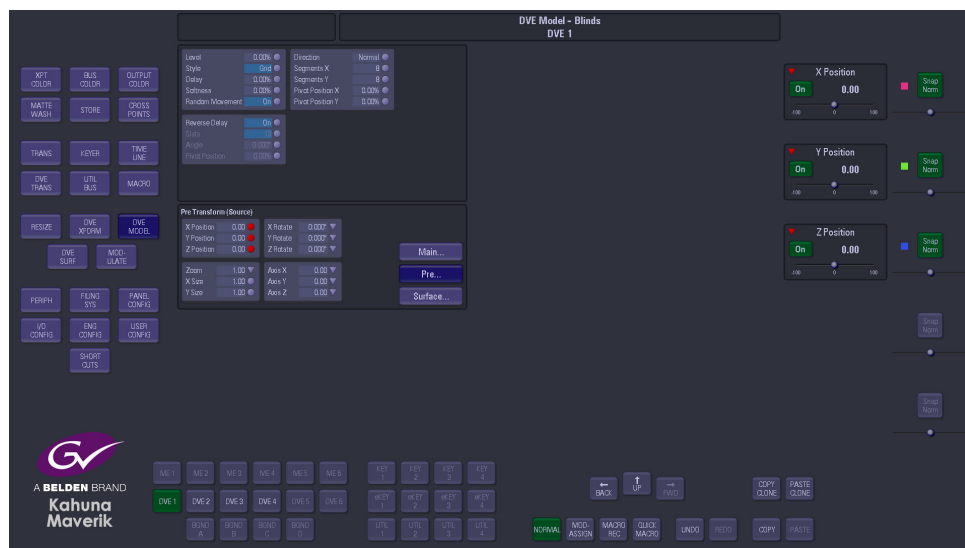 DVE Model - Blinds
DVE 1
XPT COLOR
BUS COLOR
OUTPUT COLOR
MATTE WASH
STORE
CROSS POINTS
TRANS
KEYER
TIME LINE
DVE TRANS
UTIL BUS
MACRO
RESIZE
DVE XFORM
DVE MODEL
DVE SURF
MOD-ULATE
PERIPH
FILING SYS
PANEL CONFIG
I/O CONFIG
ENG CONFIG
USER CONFIG
SHORT CUTS
Level 0.00%
Style Grid
Delay 0.00%
Softness 0.00%
Random Movement On
Direction Normal
Segments X 8
Segments Y 8
Pivot Position X 0.00%
Pivot Position Y 0.00%
Reverse Delay On
Slats
Angle 0.000°
Pivot Position 0.00%
Pre Transform (Source)
X Position 0.00
Y Position 0.00
Z Position 0.00
X Rotate 0.000°
Y Rotate 0.000°
Z Rotate 0.000°
Zoom 1.00
X Size 1.00
Y Size 1.00
Axis X 0.00
Axis Y 0.00
Axis Z 0.00
Main...
Pre...
Surface...
X Position
On 0.00
-100 0 100
Snap Norm
Y Position
On 0.00
-100 0 100
Snap Norm
Z Position
On 0.00
-100 0 100
Snap Norm
Snap Norm
Snap Norm
GV
A BELDEN BRAND
Kahuna
Maverik
ME 1 ME 2 ME 3 ME 4 ME 5 ME 6
DVE 1 DVE 2 DVE 3 DVE 4 DVE 5 DVE 6
BGND A BGND B BGND C BGND D
KEY 1 KEY 2 KEY 3 KEY 4
eKEY 1 eKEY 2 eKEY 3 eKEY 4
UTIL 1 UTIL 2 UTIL 3 UTIL 4
← BACK
↑ UP
→ FWD
COPY CLONE
PASTE CLONE
NORMAL
MOD-ASSIGN
MACRO REC
QUICK MACRO
UNDO
REDO
COPY
PASTE